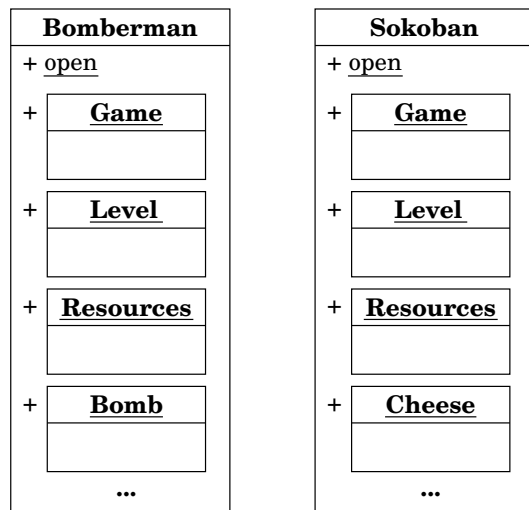 Bomberman
+ open
+ Game
+ Level
+ Resources
+ Bomb
...
Sokoban
+ open
+ Game
+ Level
+ Resources
+ Cheese
...